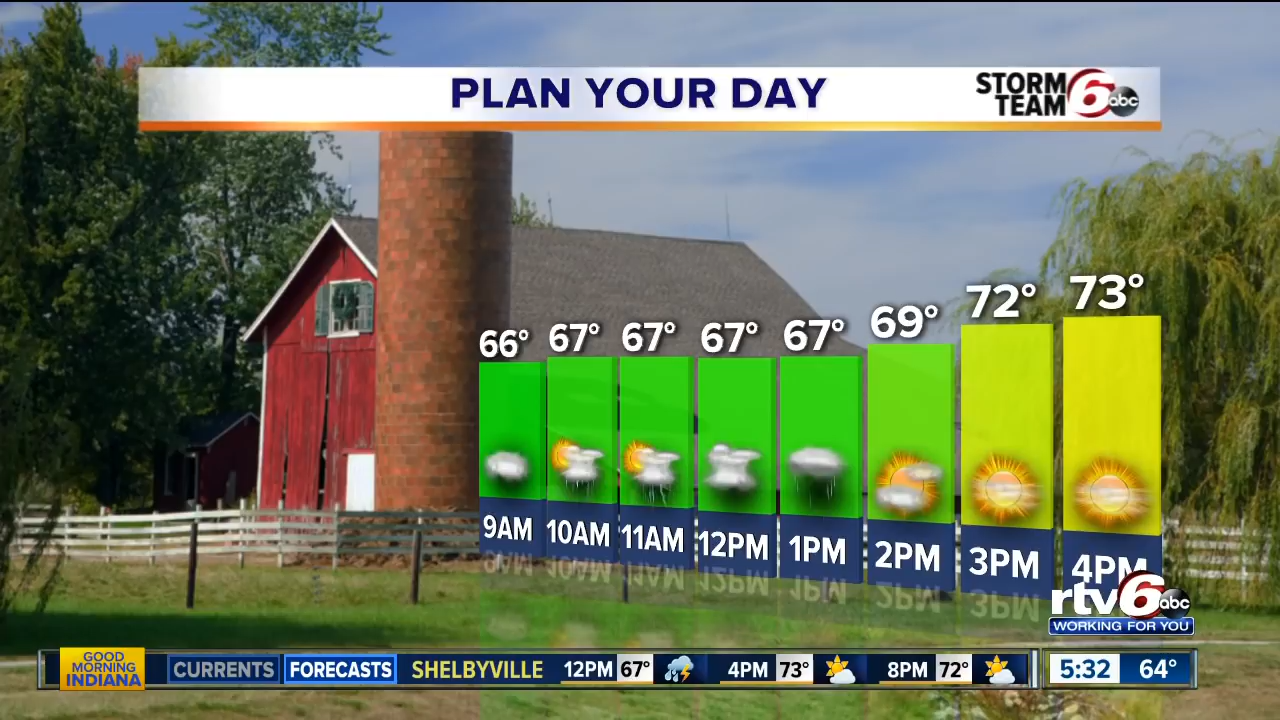 PLAN YOUR DAY
STORM
TEAM 6 abc
66° 67° 67° 67° 67° 69° 72° 73°
9AM 10AM 11AM 12PM 1PM 2PM 3PM 4PM
rtv6 abc
WORKING FOR YOU
GOOD
MORNING
INDIANA
CURRENTS FORECASTS SHELBYVILLE 12PM 67° 4PM 73° 8PM 72° 5:32 64°